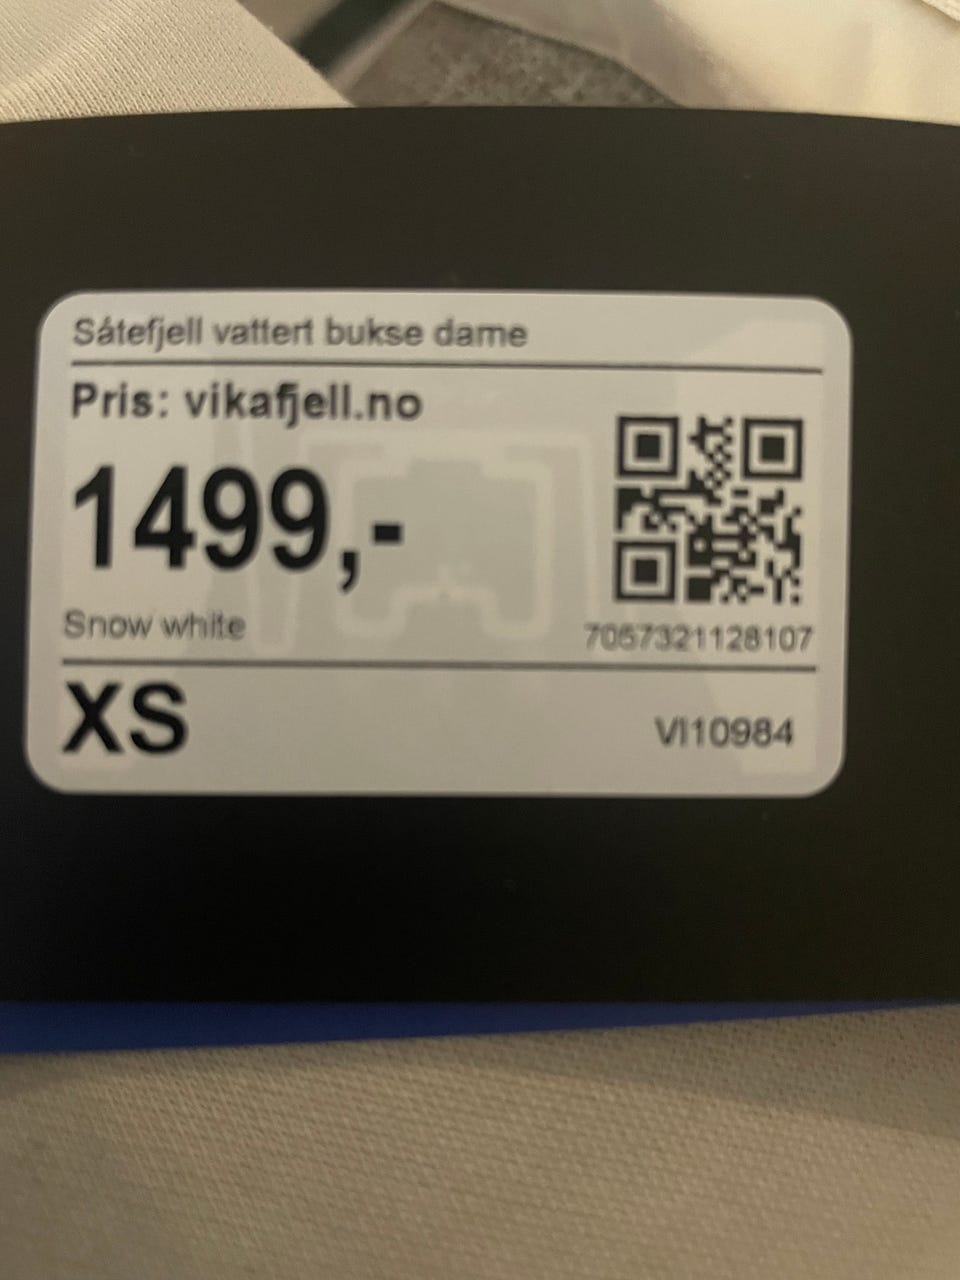 Såtefjell vattert bukse dame
Pris: vikafjell.no
1499,-
Snow white
7057321128107
XS
VI10984